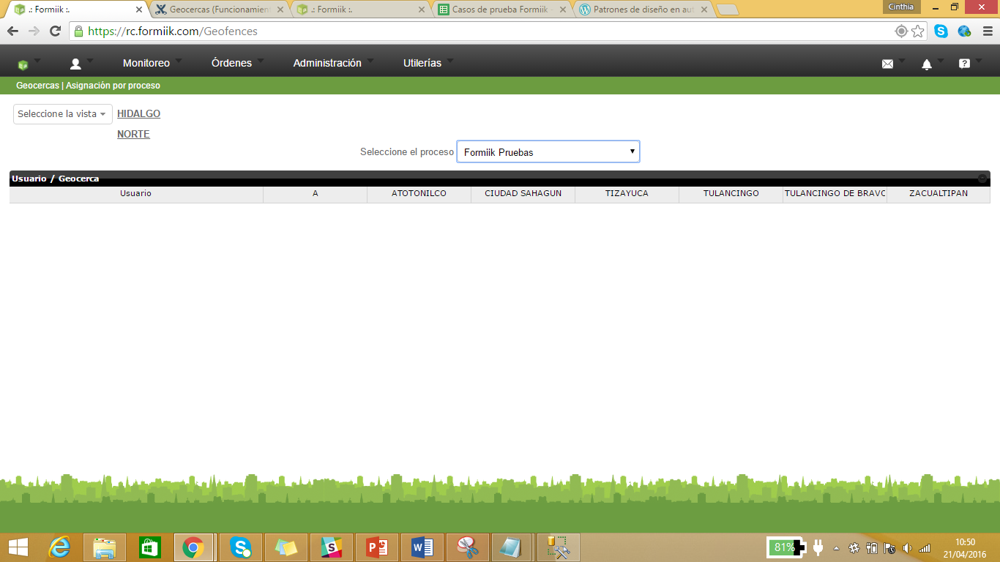 .: Formiik :.
Geocercas (Funcionamien
.: Formiik :.
Casos de prueba Formiik
Patrones de diseño en aut
Cinthia
https://rc.formiik.com/Geofences
Monitoreo
Órdenes
Administración
Utilerías
Geocercas | Asignación por proceso
Seleccione la vista
HIDALGO
NORTE
Seleccione el proceso
Formiik Pruebas
Usuario / Geocerca
Usuario
A
ATOTONILCO
CIUDAD SAHAGUN
TIZAYUCA
TULANCINGO
TULANCINGO DE BRAVO
ZACUALTIPAN
81%
10:50
21/04/2016